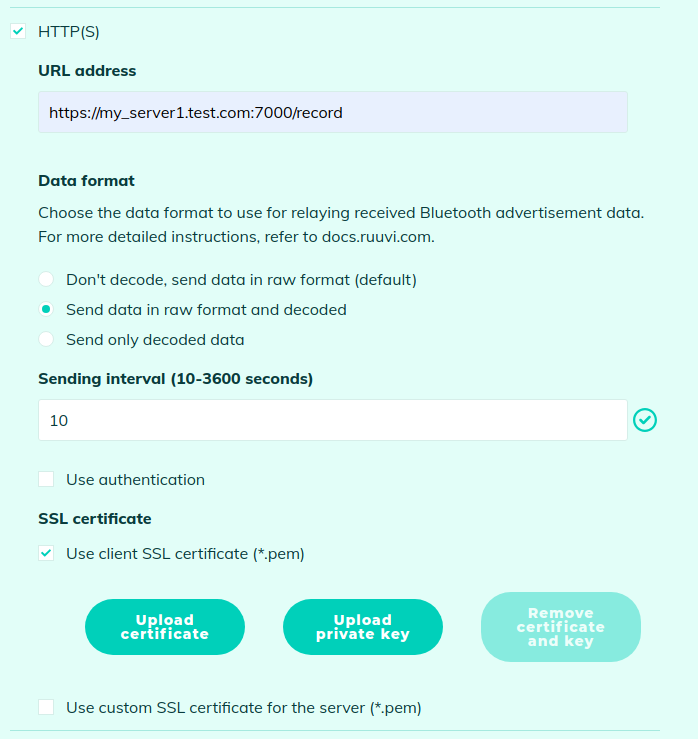 HTTP(S)
URL address
https://my_server1.test.com:7000/record
Data format
Choose the data format to use for relaying received Bluetooth advertisement data.
For more detailed instructions, refer to docs.ruuvi.com.
Don't decode, send data in raw format (default)
Send data in raw format and decoded
Send only decoded data
Sending interval (10-3600 seconds)
10
Use authentication
SSL certificate
Use client SSL certificate (*.pem)
Upload
certificate
Upload
private key
Remove
certificate
and key
Use custom SSL certificate for the server (*.pem)